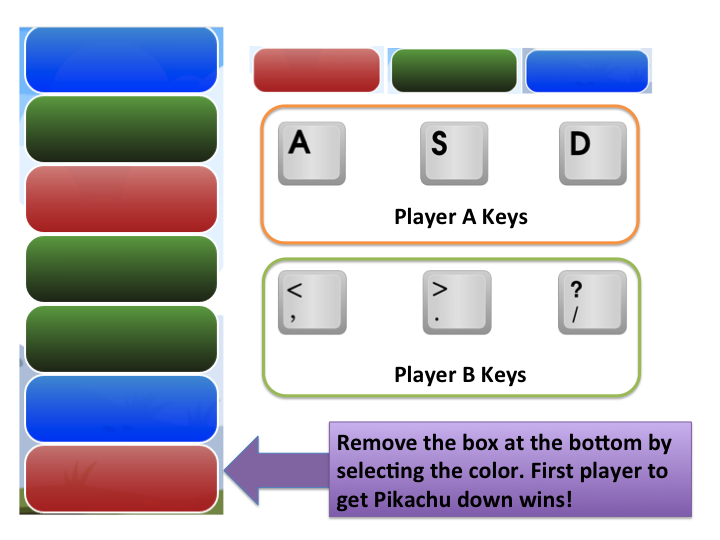 A S D
Player A Keys
< > ?
, . /
Player B Keys
Remove the box at the bottom by
selecting the color. First player to
get Pikachu down wins!